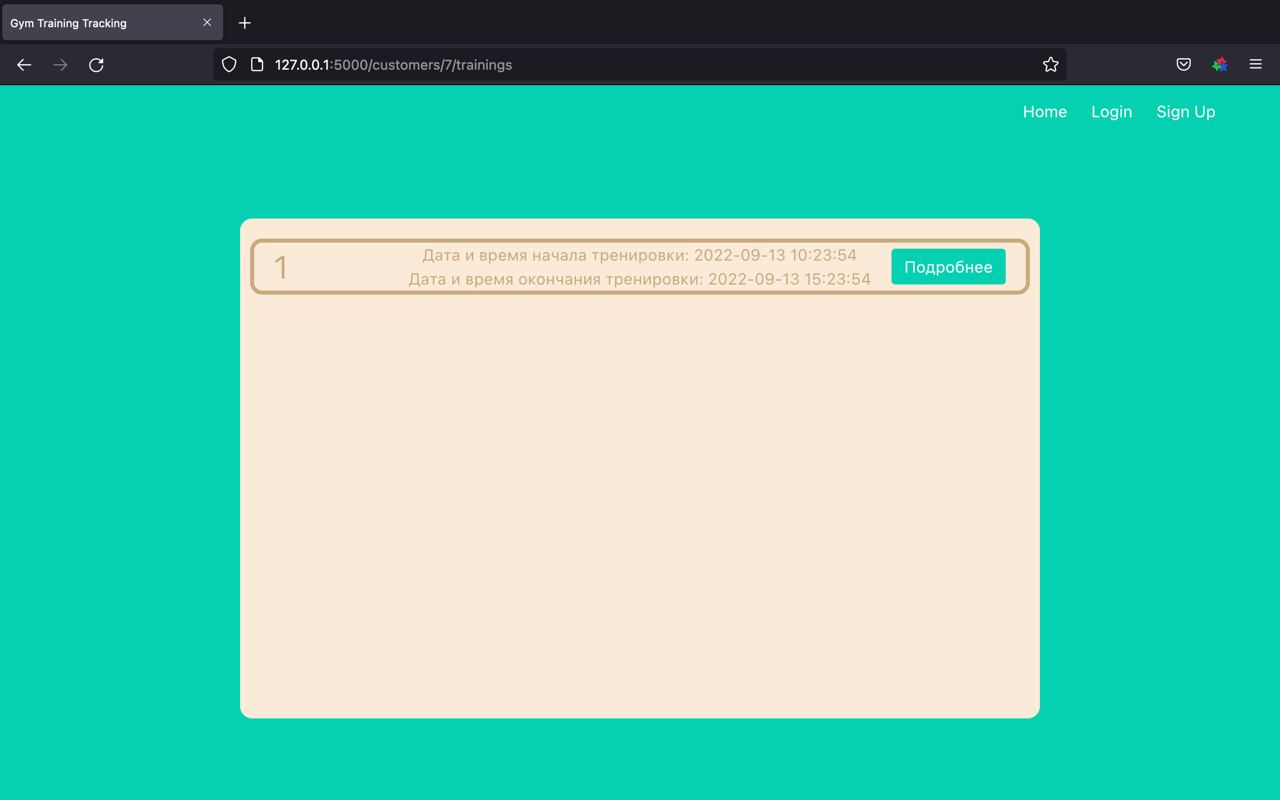 Gym Training Tracking
127.0.0.1:5000/customers/7/trainings
Home Login Sign Up
1
Дата и время начала тренировки: 2022-09-13 10:23:54
Дата и время окончания тренировки: 2022-09-13 15:23:54
Подробнее